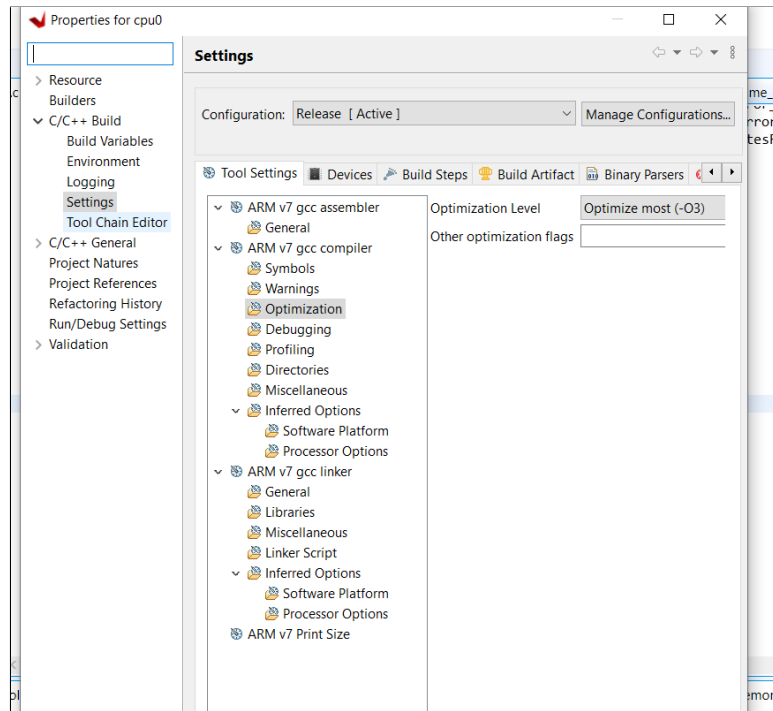 Properties for cpu0
Settings
Resource
Builders
C/C++ Build
Build Variables
Environment
Logging
Settings
Tool Chain Editor
C/C++ General
Project Natures
Project References
Refactoring History
Run/Debug Settings
Validation
Configuration: Release [ Active ] Manage Configurations...
Tool Settings Devices Build Steps Build Artifact Binary Parsers
ARM v7 gcc assembler
General
ARM v7 gcc compiler
Symbols
Warnings
Optimization
Debugging
Profiling
Directories
Miscellaneous
Inferred Options
Software Platform
Processor Options
ARM v7 gcc linker
General
Libraries
Miscellaneous
Linker Script
Inferred Options
Software Platform
Processor Options
ARM v7 Print Size
Optimization Level Optimize most (-O3)
Other optimization flags
.c
me_